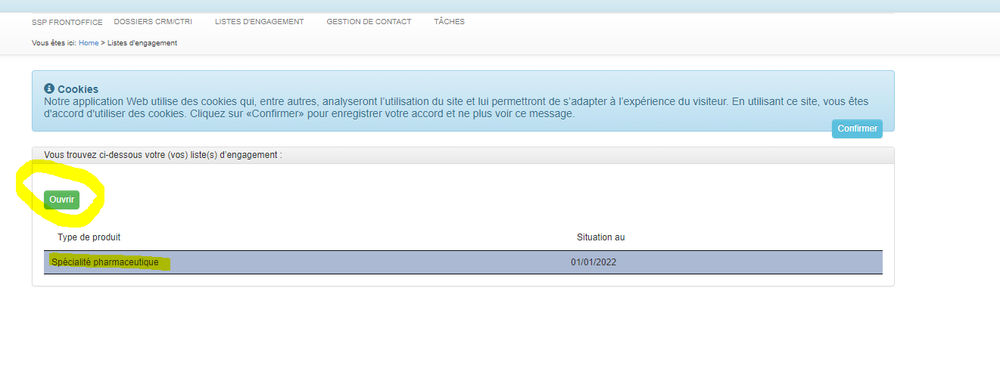 SSP FRONTOFFICE DOSSIERS CRM/CTRI LISTES D'ENGAGEMENT GESTION DE CONTACT TÂCHES
Vous êtes ici: Home > Listes d'engagement
Cookies
Notre application Web utilise des cookies qui, entre autres, analyseront l'utilisation du site et lui permettront de s'adapter à l'expérience du visiteur. En utilisant ce site, vous êtes
d'accord d'utiliser des cookies. Cliquez sur «Confirmer» pour enregistrer votre accord et ne plus voir ce message.
Confirmer
Vous trouvez ci-dessous votre (vos) liste(s) d'engagement :
Ouvrir
Type de produit Situation au
Spécialité pharmaceutique 01/01/2022